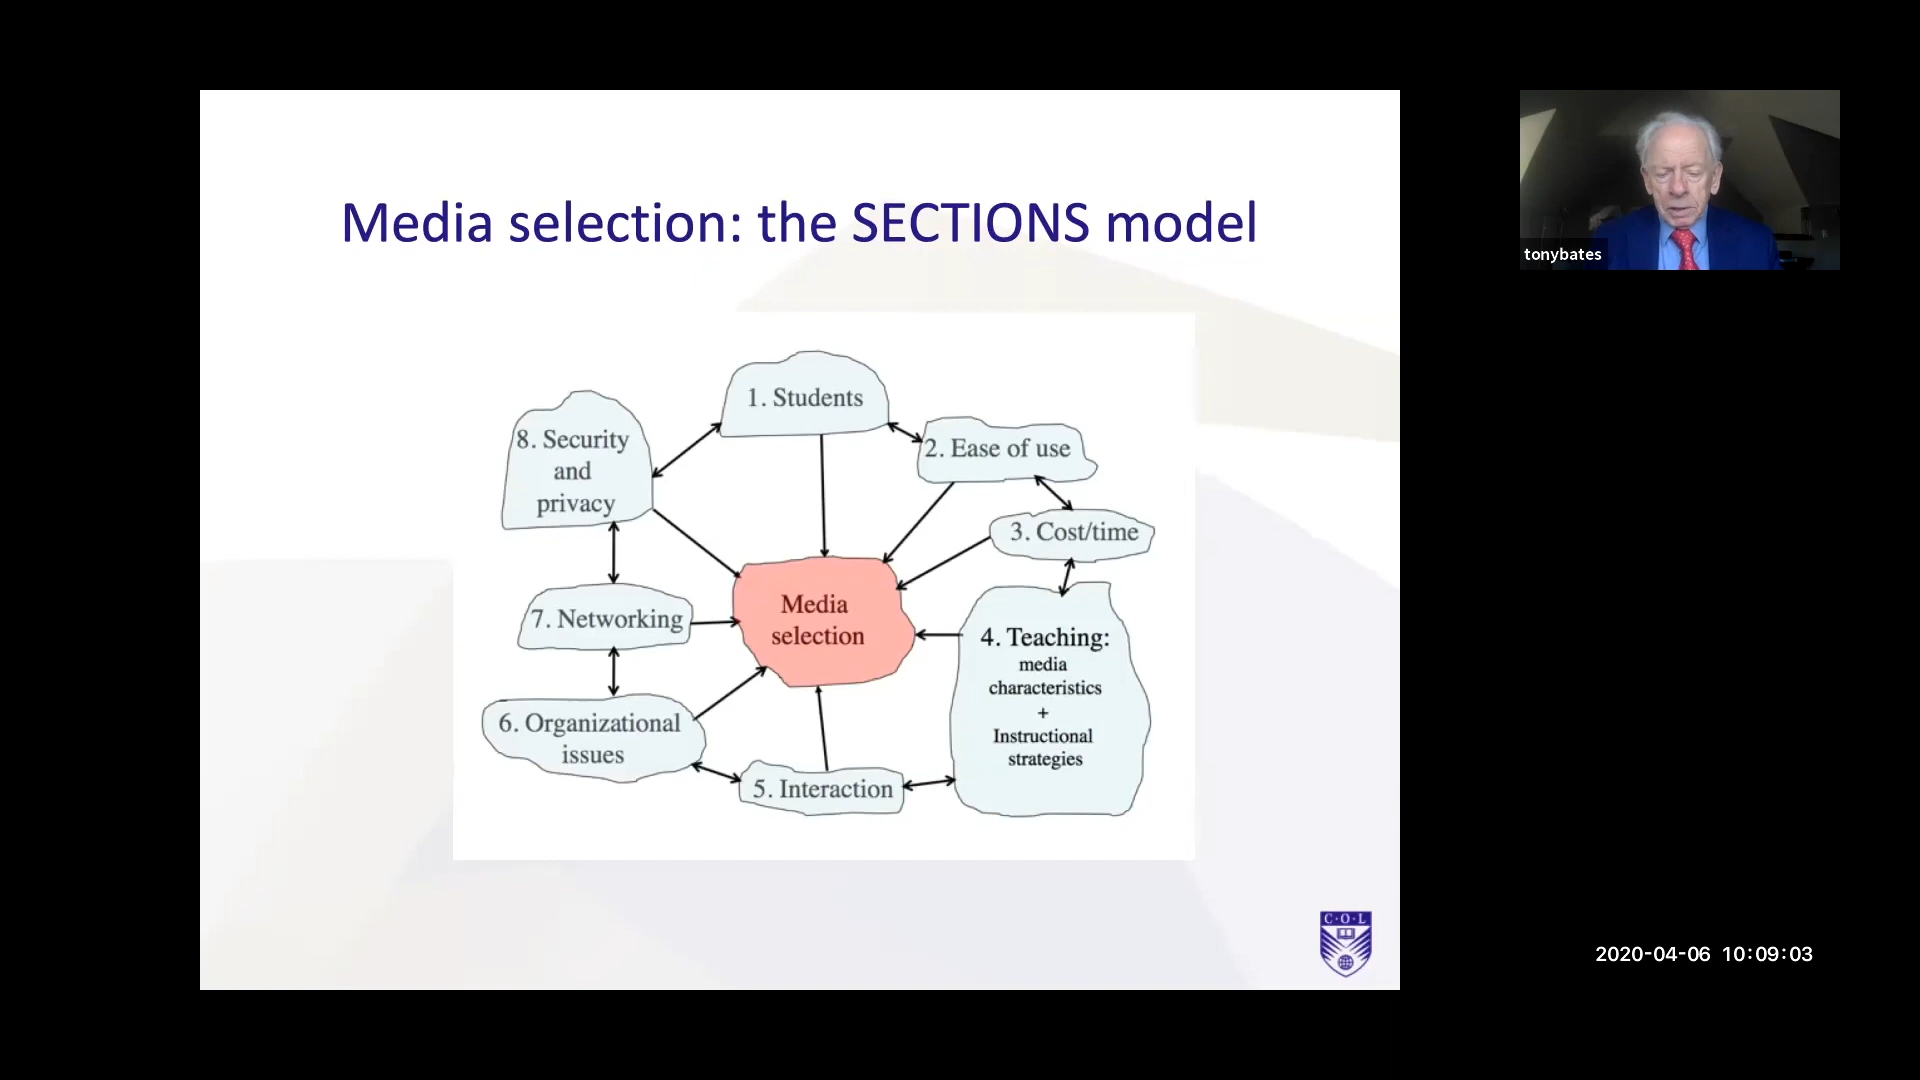 Media selection: the SECTIONS model
1. Students
8. Security
and
privacy
2. Ease of use
3. Cost/time
Media
selection
7. Networking
4. Teaching:
media
characteristics
+
Instructional
strategies
6. Organizational
issues
5. Interaction
C·O·L
tonybates
2020-04-06 10:09:03